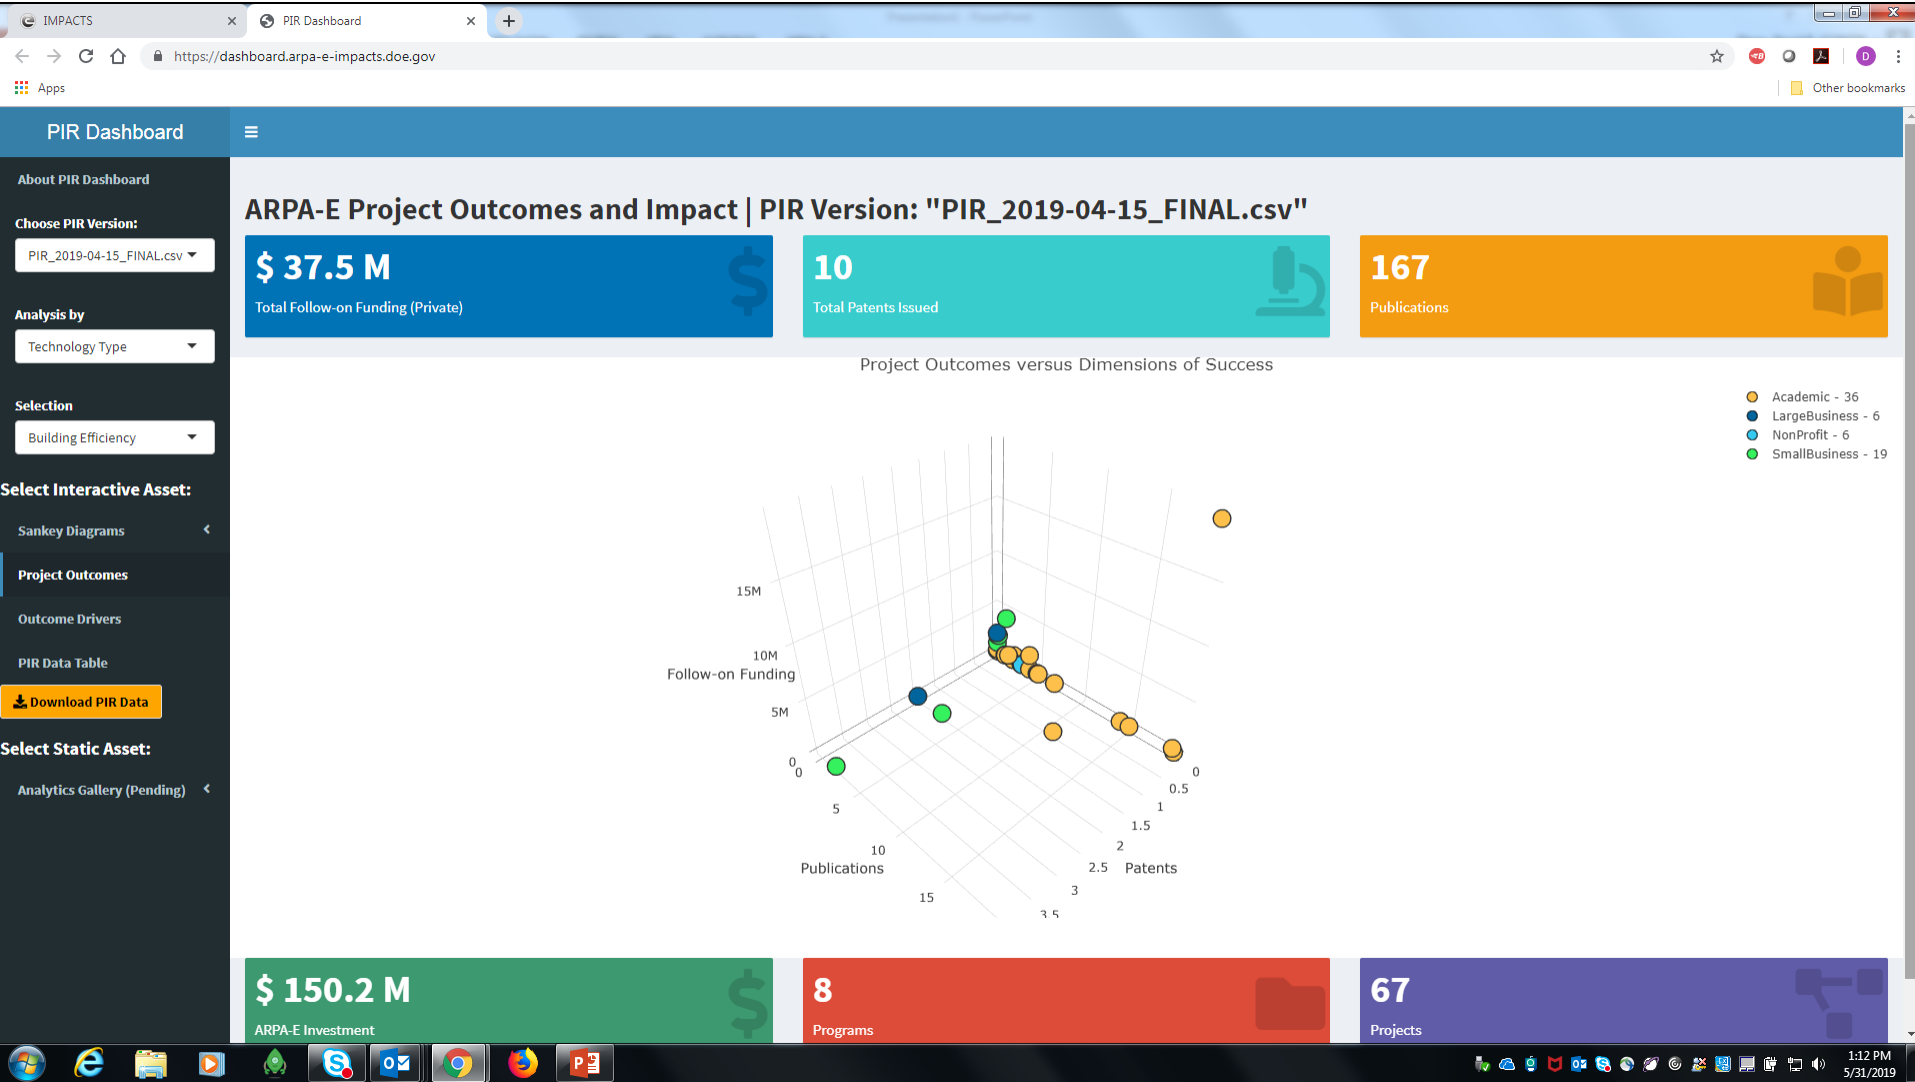 IMPACTS
PIR Dashboard
https://dashboard.arpa-e-impacts.doe.gov
D
Apps
Other bookmarks
PIR Dashboard
About PIR Dashboard
Choose PIR Version:
PIR_2019-04-15_FINAL.csv
Analysis by
Technology Type
Selection
Building Efficiency
Select Interactive Asset:
Sankey Diagrams
Project Outcomes
Outcome Drivers
PIR Data Table
Download PIR Data
Select Static Asset:
Analytics Gallery (Pending)
ARPA-E Project Outcomes and Impact | PIR Version: "PIR_2019-04-15_FINAL.csv"
$ 37.5 M
Total Follow-on Funding (Private)
10
Total Patents Issued
167
Publications
Project Outcomes versus Dimensions of Success
Academic - 36
LargeBusiness - 6
NonProfit - 6
SmallBusiness - 19
15M
10M
Follow-on Funding
5M
0
0
5
10
Publications
15
0
0.5
1
1.5
2
2.5
Patents
3
3.5
$ 150.2 M
ARPA-E Investment
8
Programs
67
Projects
1:12 PM
5/31/2019